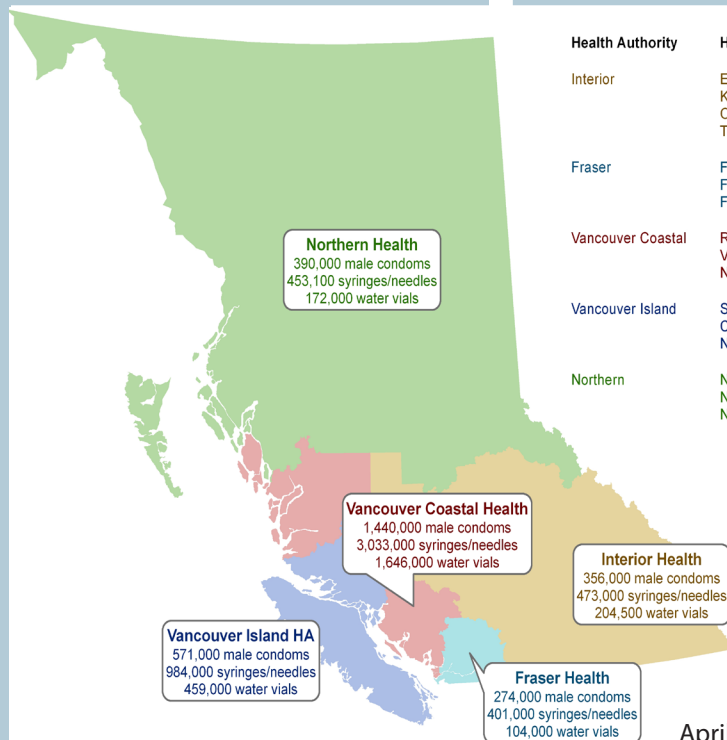 Health Authority H
Interior E
K
C
T
Fraser F
F
F
Vancouver Coastal R
V
N
Vancouver Island S
C
N
Northern N
N
N
Northern Health
390,000 male condoms
453,100 syringes/needles
172,000 water vials
Vancouver Coastal Health
1,440,000 male condoms
3,033,000 syringes/needles
1,646,000 water vials
Interior Health
356,000 male condoms
473,000 syringes/needles
204,500 water vials
Vancouver Island HA
571,000 male condoms
984,000 syringes/needles
459,000 water vials
Fraser Health
274,000 male condoms
401,000 syringes/needles
104,000 water vials
Apri